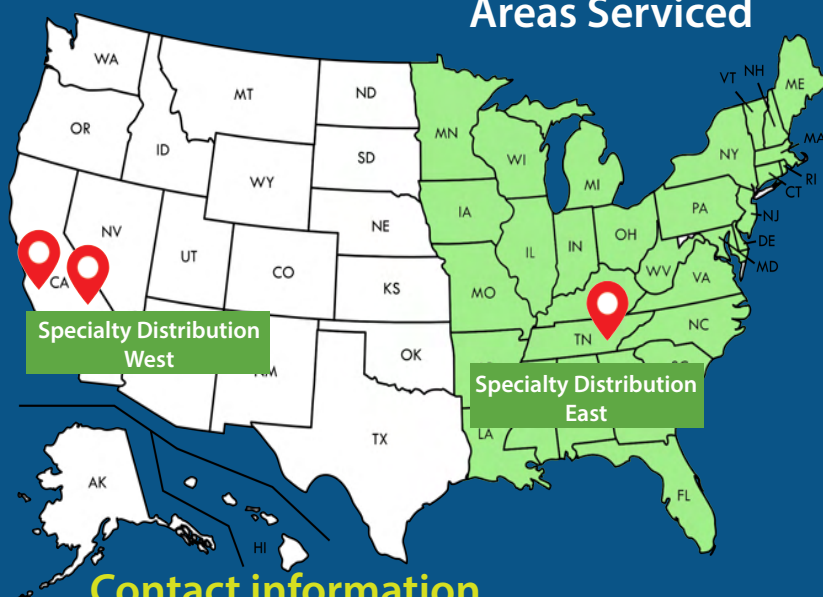 Areas Serviced
WA
OR
ID
MT
ND
SD
WY
NE
NV
UT
CO
CA
KS
OK
TX
MN
WI
MI
IA
IL
IN
OH
MO
WV
VA
PA
NY
VT
NH
ME
MA
RI
CT
NJ
DE
MD
TN
NC
LA
FL
Specialty Distribution
West
Specialty Distribution
East
AK
HI
Contact information